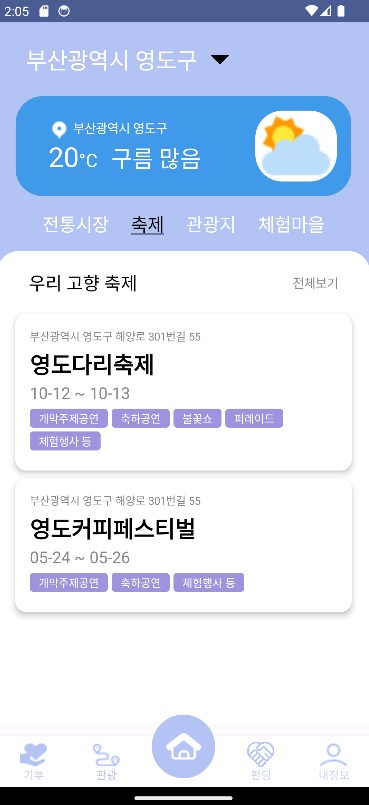 2:05
부산광역시 영도구
부산광역시 영도구
20°C 구름 많음
전통시장 축제 관광지 체험마을
우리 고향 축제 전체보기
부산광역시 영도구 해양로 301번길 55
영도다리축제
10-12 ~ 10-13
개막주제공연 축하공연 불꽃쇼 퍼레이드
체험행사 등
부산광역시 영도구 해양로 301번길 55
영도커피페스티벌
05-24 ~ 05-26
개막주제공연 축하공연 체험행사 등
기부 관광 펀딩 내정보